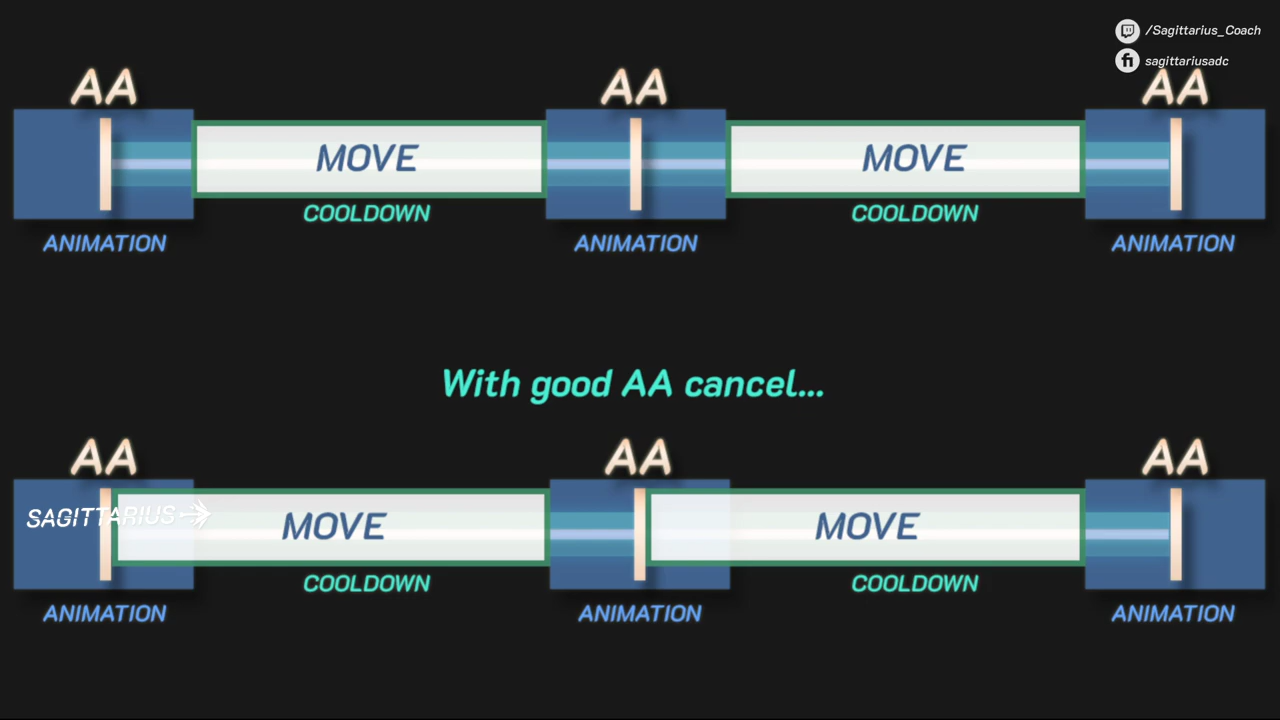 /Sagittarius_Coach
sagittariusadc
AA AA AA
MOVE MOVE
COOLDOWN COOLDOWN
ANIMATION ANIMATION ANIMATION
With good AA cancel...
AA AA AA
SAGITTARIUS
MOVE MOVE
COOLDOWN COOLDOWN
ANIMATION ANIMATION ANIMATION